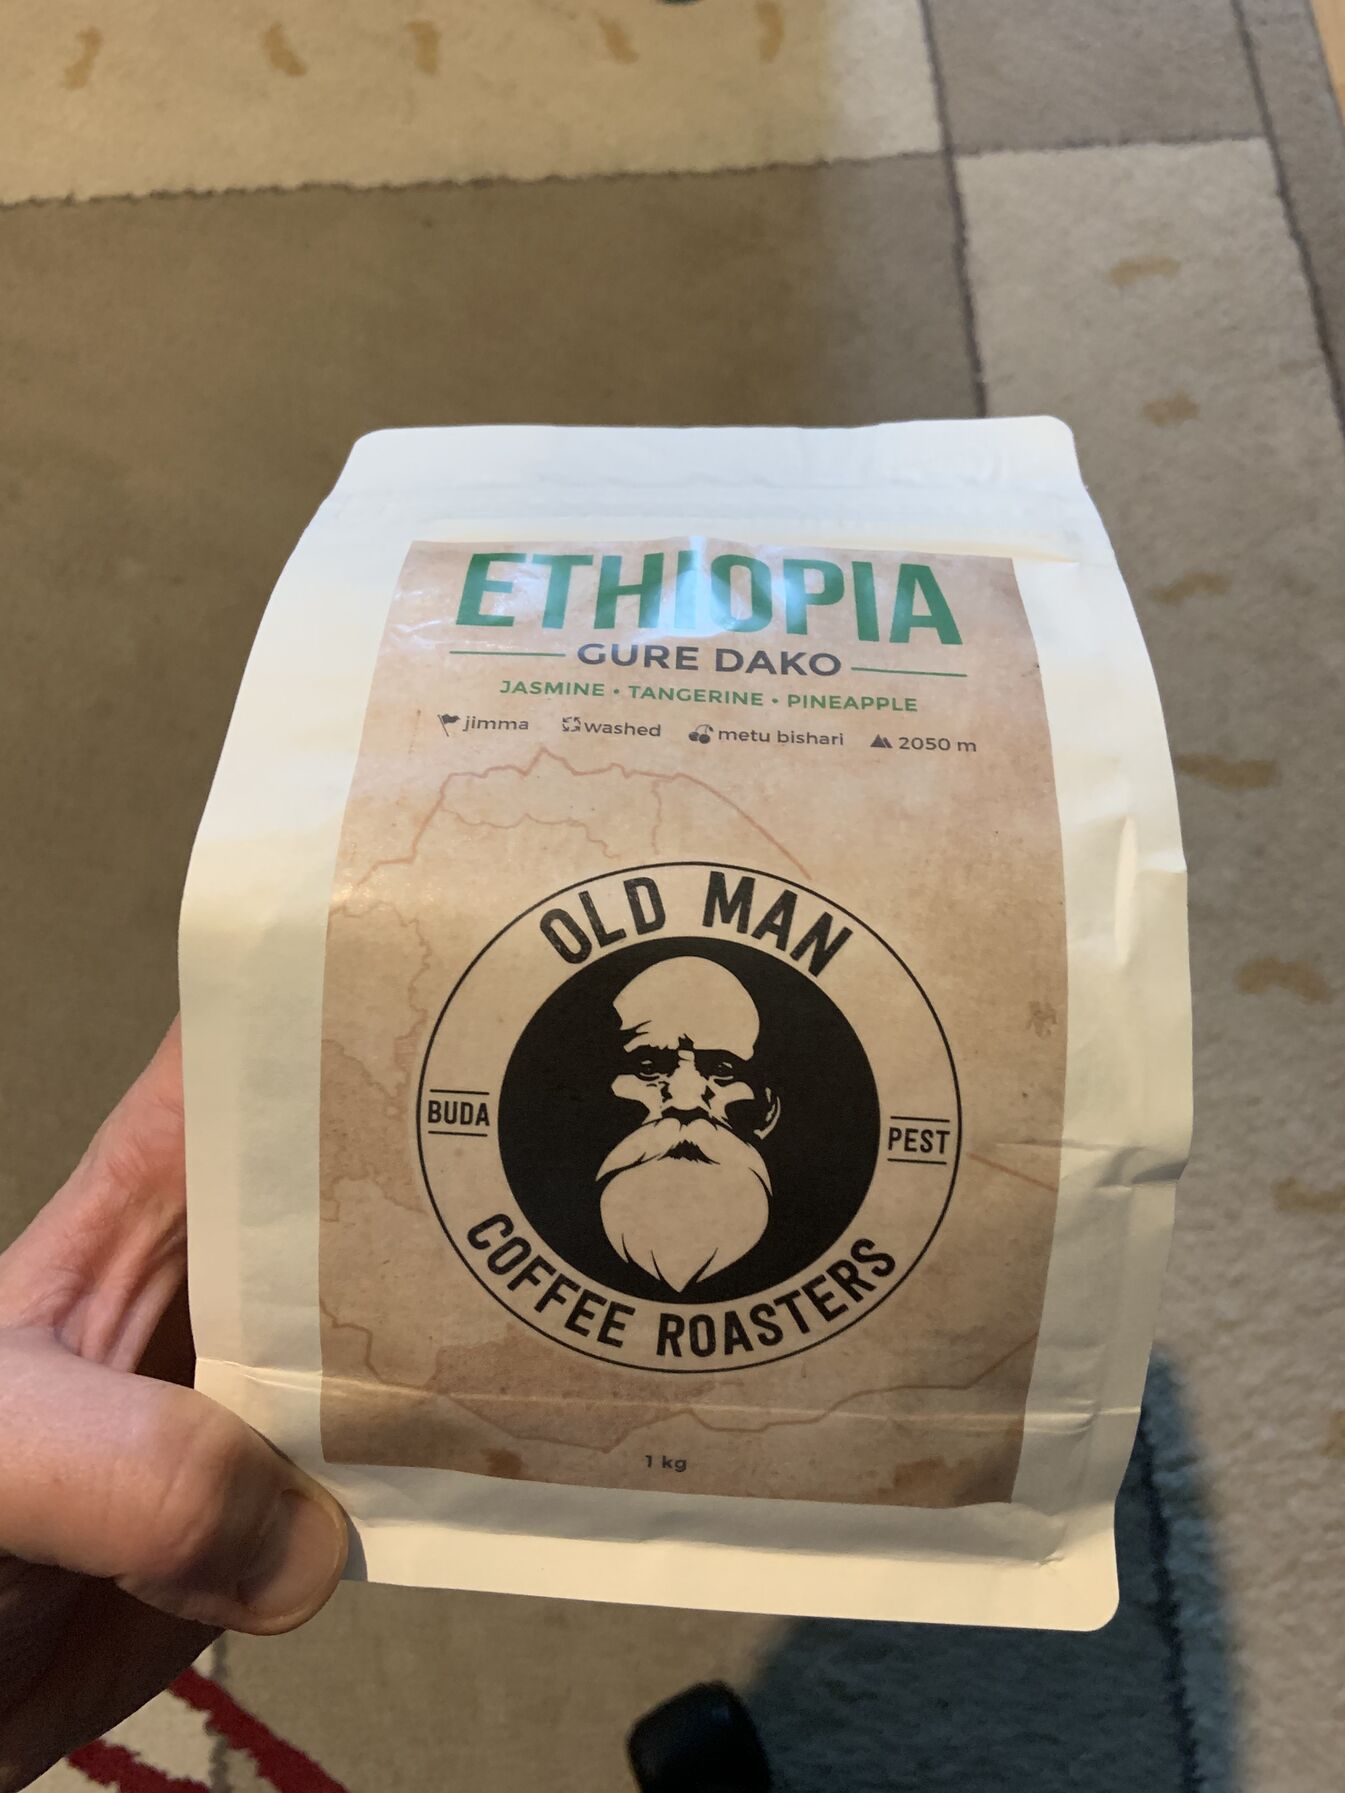 ETHIOPIA
GURE DAKO
JASMINE • TANGERINE • PINEAPPLE
jimma washed metu bishari 2050 m
OLD MAN
BUDA PEST
COFFEE ROASTERS
1 kg